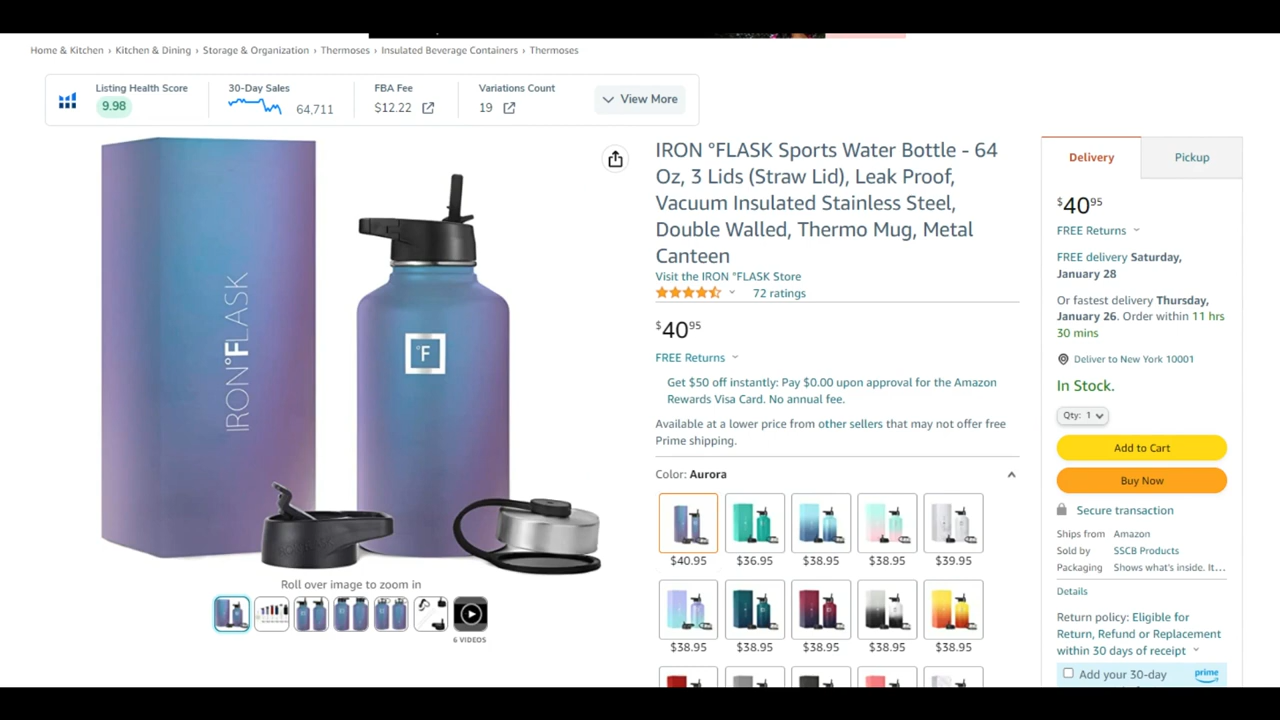 Home & Kitchen › Kitchen & Dining › Storage & Organization › Thermoses › Insulated Beverage Containers › Thermoses
Listing Health Score
9.98
30-Day Sales
64,711
FBA Fee
$12.22
Variations Count
19
View More
IRON °FLASK Sports Water Bottle - 64
Oz, 3 Lids (Straw Lid), Leak Proof,
Vacuum Insulated Stainless Steel,
Double Walled, Thermo Mug, Metal
Canteen
Visit the IRON °FLASK Store
72 ratings
$40 95
FREE Returns
Get $50 off instantly: Pay $0.00 upon approval for the Amazon
Rewards Visa Card. No annual fee.
Available at a lower price from other sellers that may not offer free
Prime shipping.
Color: Aurora
$40.95 $36.95 $38.95 $38.95 $39.95
$38.95 $38.95 $38.95 $38.95 $38.95
IRON°FLASK
°F
Roll over image to zoom in
6 VIDEOS
Delivery
Pickup
$40 95
FREE Returns
FREE delivery Saturday,
January 28
Or fastest delivery Thursday,
January 26. Order within 11 hrs
30 mins
Deliver to New York 10001
In Stock.
Qty: 1
Add to Cart
Buy Now
Secure transaction
Ships from Amazon
Sold by SSCB Products
Packaging Shows what's inside. It…
Details
Return policy: Eligible for
Return, Refund or Replacement
within 30 days of receipt
Add your 30-day
prime